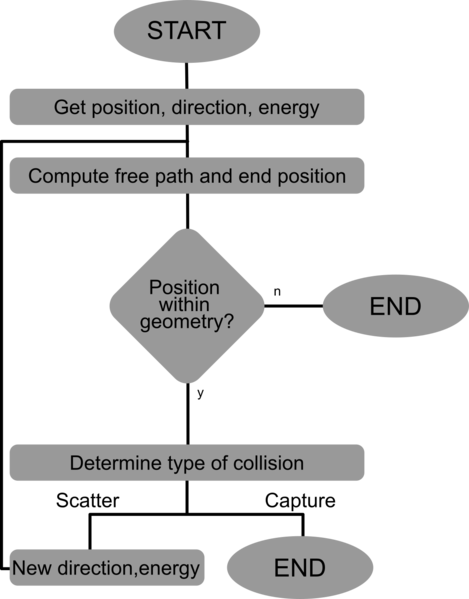 START
Get position, direction, energy
Compute free path and end position
Position
within
geometry?
n
END
y
Determine type of collision
Scatter
Capture
New direction,energy
END